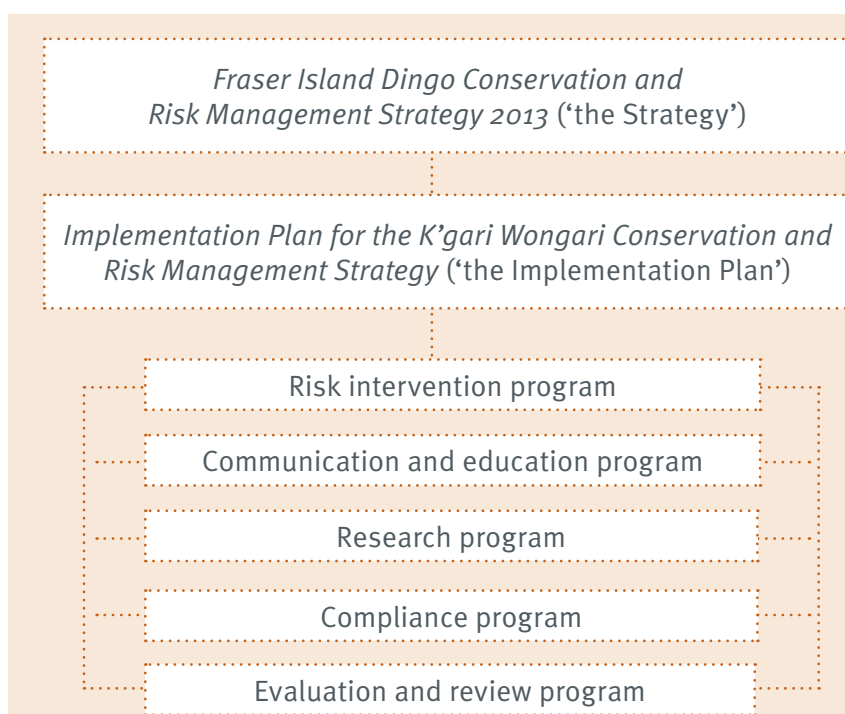 Fraser Island Dingo Conservation and
Risk Management Strategy 2013 (‘the Strategy’)
Implementation Plan for the K’gari Wongari Conservation and
Risk Management Strategy (‘the Implementation Plan’)
Risk intervention program
Communication and education program
Research program
Compliance program
Evaluation and review program